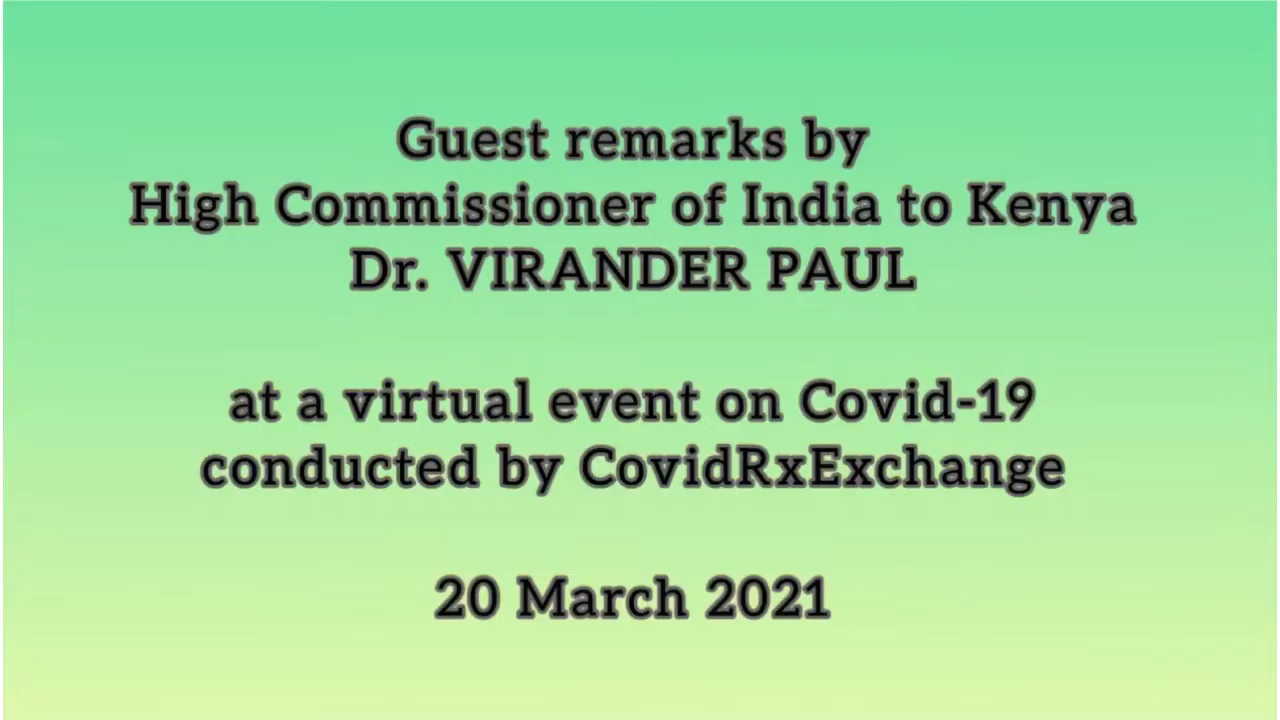 Guest remarks by
High Commissioner of India to Kenya
Dr. VIRANDER PAUL
at a virtual event on Covid-19
conducted by CovidRxExchange
20 March 2021